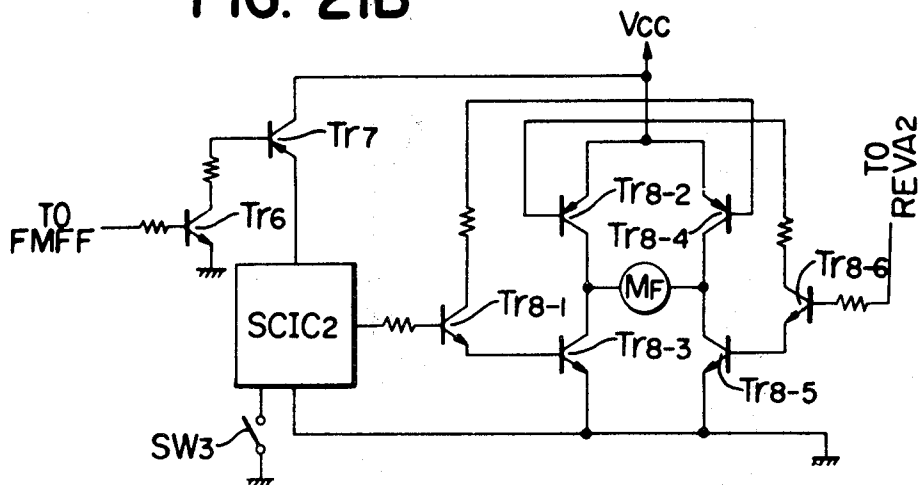 FIG. 21B
Vcc
Tr7
TO
FMFF
Tr6
SCIC2
SW3
Tr8-1
Tr8-2
Tr8-4
MF
Tr8-3
Tr8-5
Tr8-6
TO
REVA2